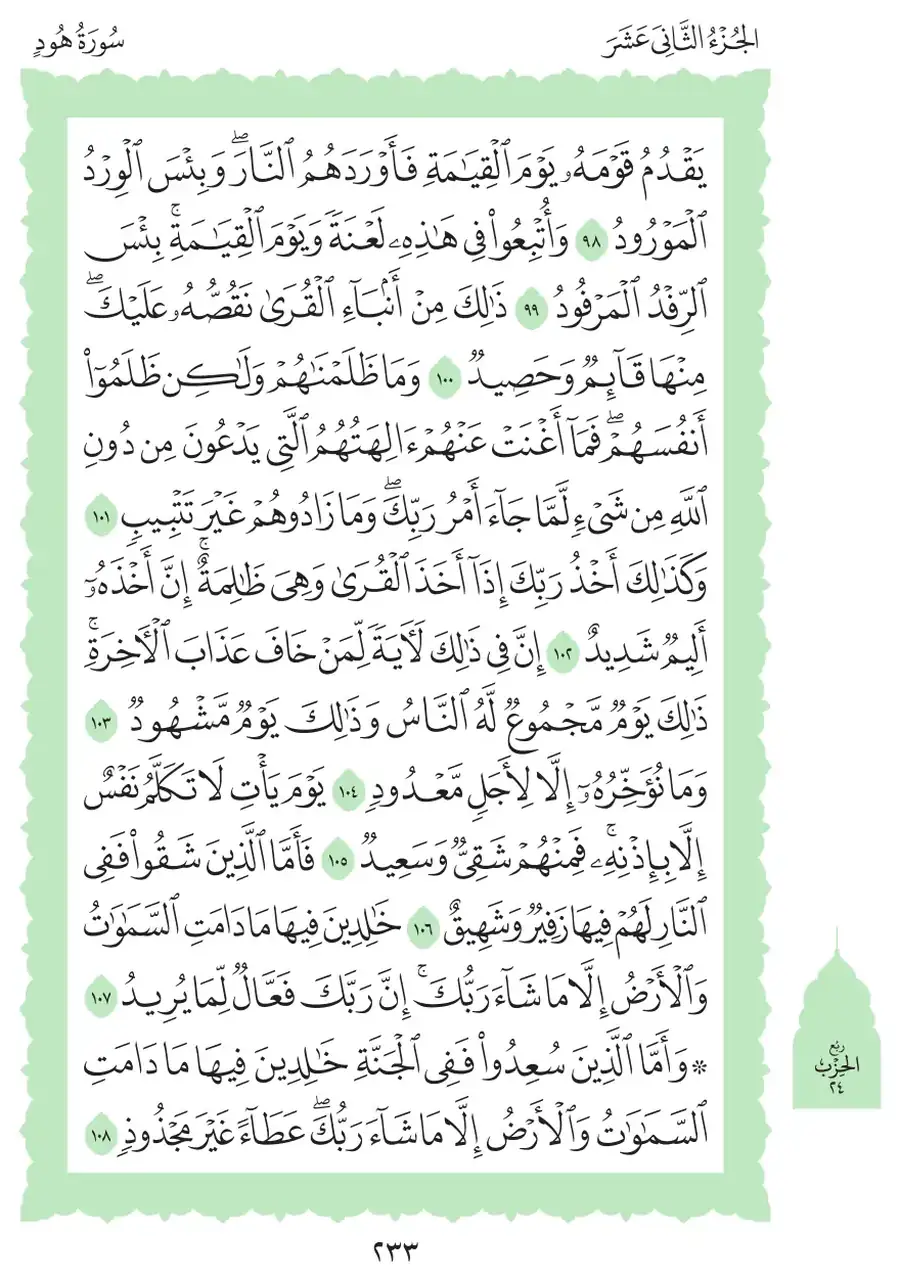 الجُزْءُ الثَّانِيَ عَشَرَ
سُورَةُ هُودٍ
يَقۡدُمُ قَوۡمَهُۥ يَوۡمَ ٱلۡقِيَٰمَةِ فَأَوۡرَدَهُمُ ٱلنَّارَۖ وَبِئۡسَ ٱلۡوِرۡدُ
ٱلۡمَوۡرُودُ ٩٨ وَأُتۡبِعُواْ فِي هَٰذِهِۦ لَعۡنَةٗ وَيَوۡمَ ٱلۡقِيَٰمَةِۚ بِئۡسَ
ٱلرِّفۡدُ ٱلۡمَرۡفُودُ ٩٩ ذَٰلِكَ مِنۡ أَنۢبَآءِ ٱلۡقُرَىٰ نَقُصُّهُۥ عَلَيۡكَۖ
مِنۡهَا قَآئِمٞ وَحَصِيدٞ ١٠٠ وَمَا ظَلَمۡنَٰهُمۡ وَلَٰكِن ظَلَمُوٓاْ
أَنفُسَهُمۡۖ فَمَآ أَغۡنَتۡ عَنۡهُمۡ ءَالِهَتُهُمُ ٱلَّتِي يَدۡعُونَ مِن دُونِ
ٱللَّهِ مِن شَيۡءٖ لَّمَّا جَآءَ أَمۡرُ رَبِّكَۖ وَمَا زَادُوهُمۡ غَيۡرَ تَتۡبِيبٖ ١٠١
وَكَذَٰلِكَ أَخۡذُ رَبِّكَ إِذَآ أَخَذَ ٱلۡقُرَىٰ وَهِيَ ظَٰلِمَةٌۚ إِنَّ أَخۡذَهُۥٓ
أَلِيمٞ شَدِيدٌ ١٠٢ إِنَّ فِي ذَٰلِكَ لَأٓيَةٗ لِّمَنۡ خَافَ عَذَابَ ٱلۡأٓخِرَةِۚ
ذَٰلِكَ يَوۡمٞ مَّجۡمُوعٞ لَّهُ ٱلنَّاسُ وَذَٰلِكَ يَوۡمٞ مَّشۡهُودٞ ١٠٣
وَمَا نُؤَخِّرُهُۥٓ إِلَّا لِأَجَلٖ مَّعۡدُودٖ ١٠٤ يَوۡمَ يَأۡتِ لَا تَكَلَّمُ نَفۡسٌ
إِلَّا بِإِذۡنِهِۦۚ فَمِنۡهُمۡ شَقِيّٞ وَسَعِيدٞ ١٠٥ فَأَمَّا ٱلَّذِينَ شَقُواْ فَفِي
ٱلنَّارِ لَهُمۡ فِيهَا زَفِيرٞ وَشَهِيقٌ ١٠٦ خَٰلِدِينَ فِيهَا مَا دَامَتِ ٱلسَّمَٰوَٰتُ
وَٱلۡأَرۡضُ إِلَّا مَا شَآءَ رَبُّكَۚ إِنَّ رَبَّكَ فَعَّالٞ لِّمَا يُرِيدُ ١٠٧
۞ وَأَمَّا ٱلَّذِينَ سُعِدُواْ فَفِي ٱلۡجَنَّةِ خَٰلِدِينَ فِيهَا مَا دَامَتِ
ٱلسَّمَٰوَٰتُ وَٱلۡأَرۡضُ إِلَّا مَا شَآءَ رَبُّكَۖ عَطَآءً غَيۡرَ مَجۡذُوذٖ ١٠٨
رُبْعُ
الحِزْبِ
٢٤
٢٣٣